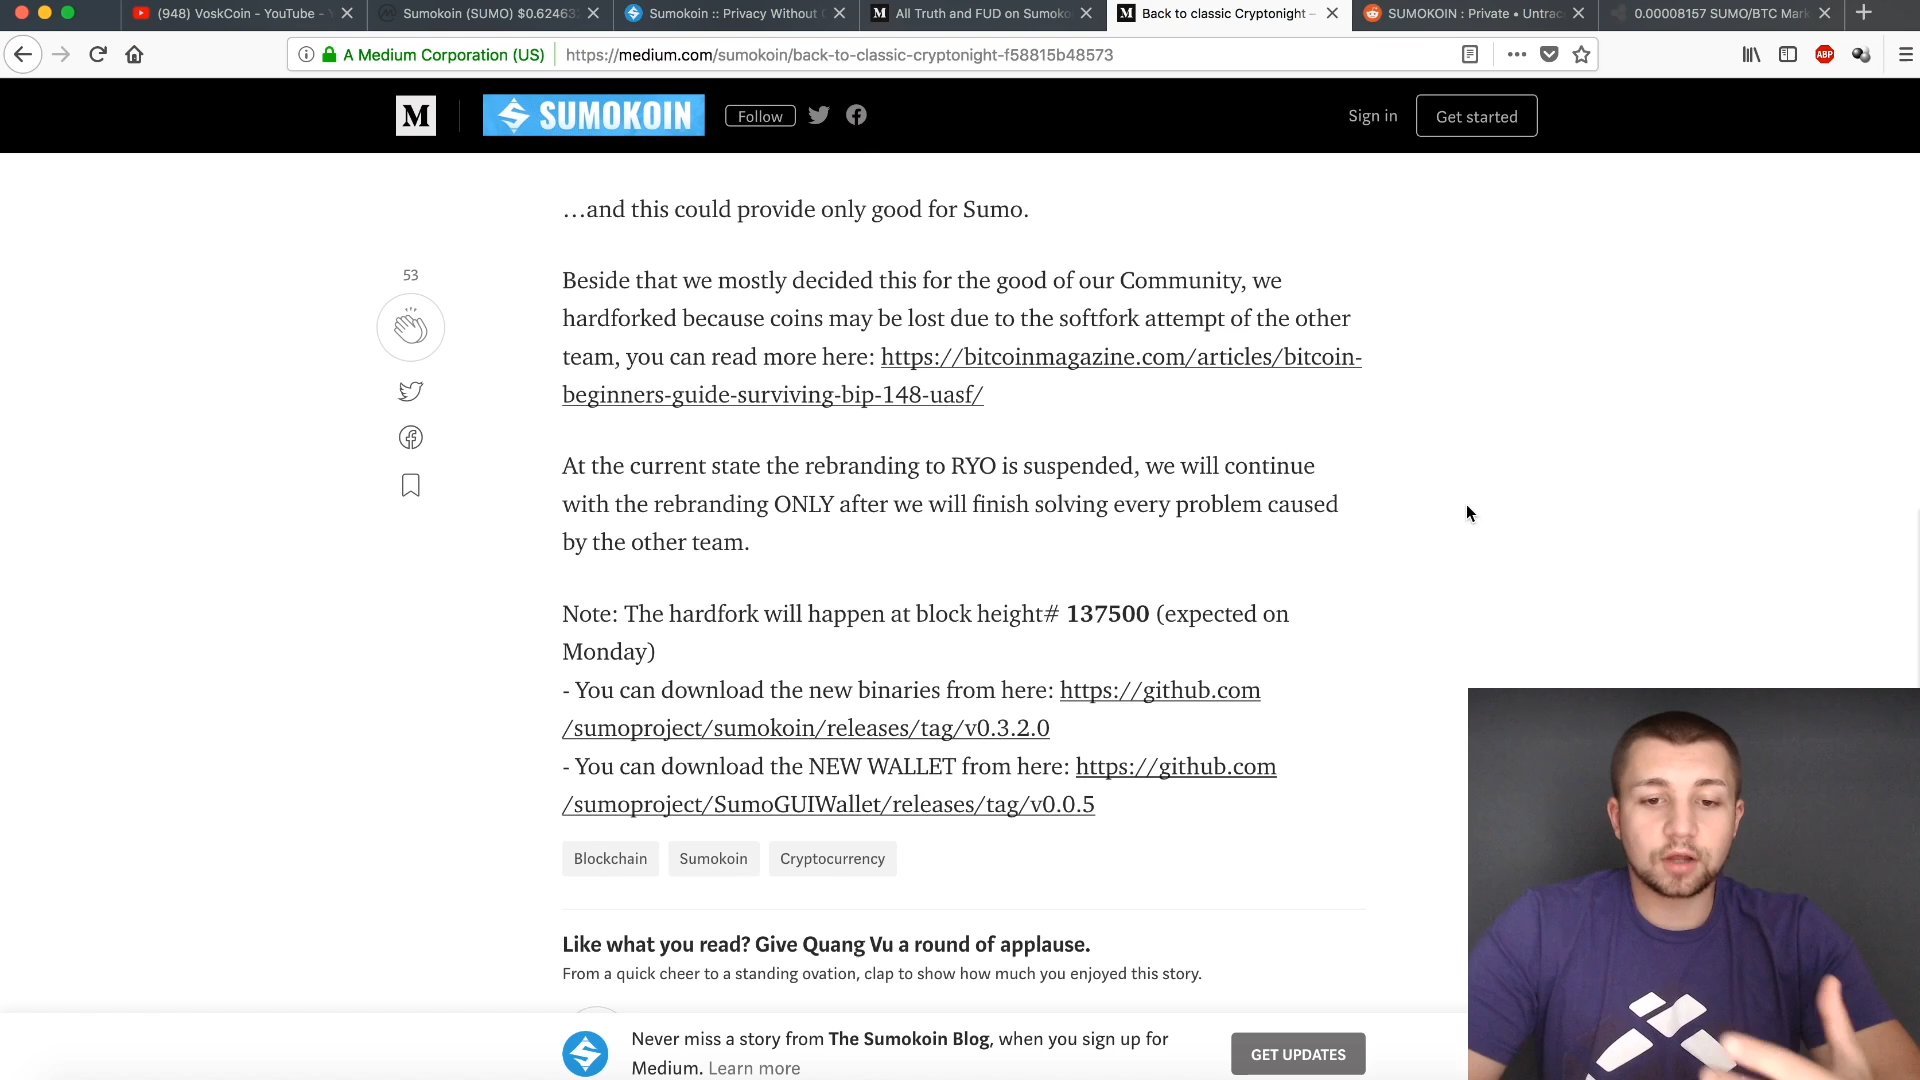 (948) VoskCoin - YouTube -
Sumokoin (SUMO) $0.62463
Sumokoin :: Privacy Without
All Truth and FUD on Sumoko
Back to classic Cryptonight –
SUMOKOIN : Private • Untrac
0.00008157 SUMO/BTC Mark
A Medium Corporation (US)
https://medium.com/sumokoin/back-to-classic-cryptonight-f58815b48573
ABP
M
SUMOKOIN
Follow
Sign in
Get started
…and this could provide only good for Sumo.
53
Beside that we mostly decided this for the good of our Community, we
hardforked because coins may be lost due to the softfork attempt of the other
team, you can read more here: https://bitcoinmagazine.com/articles/bitcoin-
beginners-guide-surviving-bip-148-uasf/
At the current state the rebranding to RYO is suspended, we will continue
with the rebranding ONLY after we will finish solving every problem caused
by the other team.
Note: The hardfork will happen at block height# 137500 (expected on
Monday)
- You can download the new binaries from here: https://github.com
/sumoproject/sumokoin/releases/tag/v0.3.2.0
- You can download the NEW WALLET from here: https://github.com
/sumoproject/SumoGUIWallet/releases/tag/v0.0.5
Blockchain
Sumokoin
Cryptocurrency
Like what you read? Give Quang Vu a round of applause.
From a quick cheer to a standing ovation, clap to show how much you enjoyed this story.
Never miss a story from The Sumokoin Blog, when you sign up for
Medium. Learn more
GET UPDATES